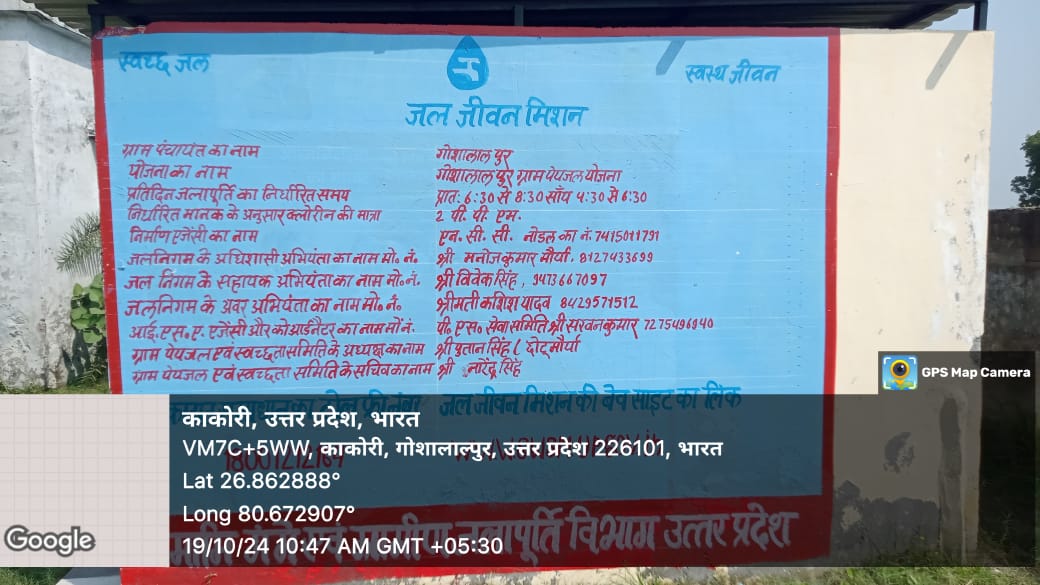 स्वच्छ जल
स्वस्थ जीवन
जल जीवन मिशन
ग्राम पंचायत का नाम गोशालाल पुर
योजना का नाम गोशालाल पुर ग्राम पेयजल योजना
प्रतिदिन जलापूर्ति का निर्धारित समय प्रात: 6:30 से 8:30 साँय 4:30 से 6:30
निर्धारित मानक के अनुसार क्लोरीन की मात्रा 2 पी. पी. एम.
निर्माण एजेंसी का नाम एन. सी. सी. नोडल का नं. 7415011791
जलनिगम के अधिशासी अभियंता का नाम मो. नं. श्री मनोज कुमार मौर्या. 8127433699
जल निगम के सहायक अभियंता का नाम मो. नं. श्री विवेक सिंह, 9473667097
जलनिगम के अवर अभियंता का नाम मो. नं. श्रीमती कशिश यादव 8429571512
आई. एस. ए. एजेंसी और को आर्डनैटर का नाम मो नं. पी. एस. सेवा समिति श्री सरवन कुमार 7275496940
ग्राम पेयजल एवं स्वच्छता समिति के अध्यक्ष का नाम श्री पुतान सिंह ( दोट मौर्या
ग्राम पेयजल एवं स्वच्छता समिति के सचिव का नाम श्री नरेंद्र सिंह
जल जीवन मिशन की वेव साइट का लिंक
ग्रामीण जलापूर्ति विभाग उत्तर प्रदेश
GPS Map Camera
काकोरी, उत्तर प्रदेश, भारत
VM7C+5WW, काकोरी, गोशालालपुर, उत्तर प्रदेश 226101, भारत
Lat 26.862888°
Long 80.672907°
19/10/24 10:47 AM GMT +05:30
Google